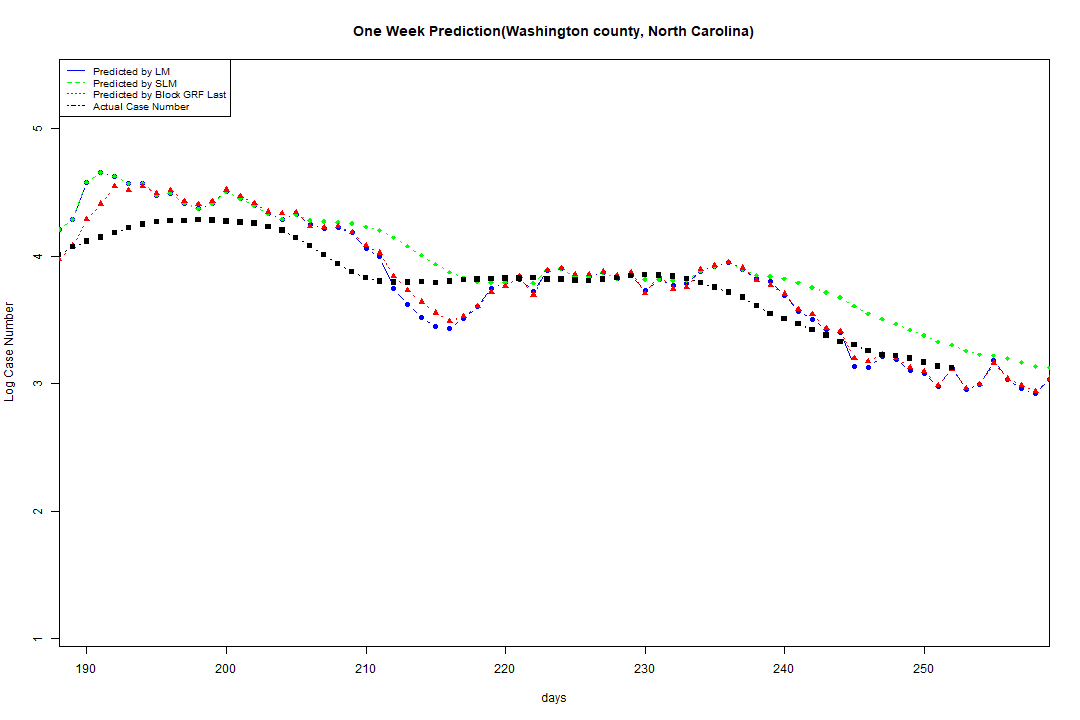 One Week Prediction(Washington county, North Carolina)
Predicted by LM
Predicted by SLM
Predicted by Block GRF Last
Actual Case Number
5
4
3
2
1
Log Case Number
190 200 210 220 230 240 250
days